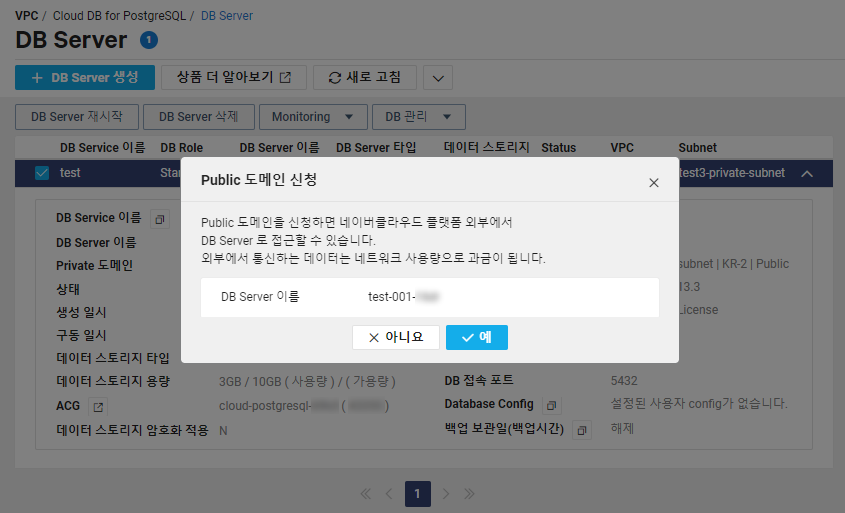 VPC / Cloud DB for PostgreSQL / DB Server
DB Server 1
+ DB Server 생성 상품 더 알아보기 새로 고침
DB Server 재시작 DB Server 삭제 Monitoring DB 관리
DB Service 이름 DB Role DB Server 이름 DB Server 타입 데이터 스토리지 Status VPC Subnet
test Star test3-private-subnet
Public 도메인 신청
Public 도메인을 신청하면 네이버클라우드 플랫폼 외부에서
DB Server 로 접근할 수 있습니다.
외부에서 통신하는 데이터는 네트워크 사용량으로 과금이 됩니다.
DB Server 이름 test-001-
아니요 예
DB Service 이름
DB Server 이름
Private 도메인 subnet | KR-2 | Public
상태 13.3
생성 일시 License
구동 일시
데이터 스토리지 타입
데이터 스토리지 용량 3GB / 10GB ( 사용량 ) / ( 가용량 ) DB 접속 포트 5432
ACG cloud-postgresql- ( ) Database Config 설정된 사용자 config가 없습니다.
데이터 스토리지 암호화 적용 N 백업 보관일(백업시간) 해제
1